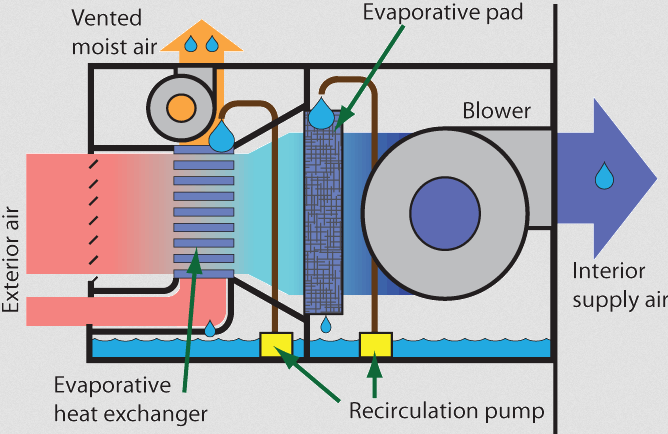 Vented
moist air
Evaporative pad
Blower
Exterior air
Interior
supply air
Evaporative
heat exchanger
Recirculation pump